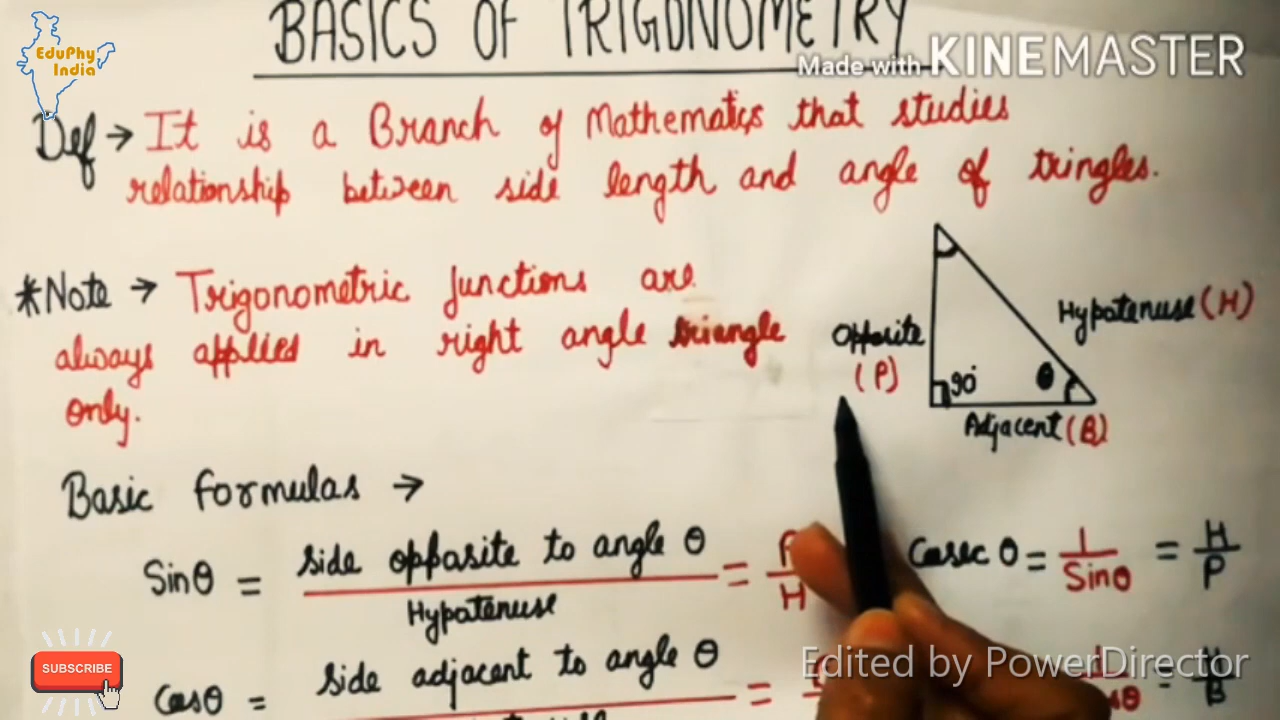 BASICS OF TRIGONOMETRY
EduPhy
India
Made with KINEMASTER
Def → It is a Branch of Mathematics that studies
relationship between side length and angle of tringles.
*Note → Trigonometric functions are
always applied in right angle triangle
only.
Opposite
(P)
Hypotenuse (H)
90°
θ
Adjacent (B)
Basic formulas →
Sinθ = side opposite to angle θ / Hypotenuse = P/H
Cosec θ = 1/Sinθ = H/P
SUBSCRIBE
Cosθ = side adjacent to angle θ
Edited by PowerDirector